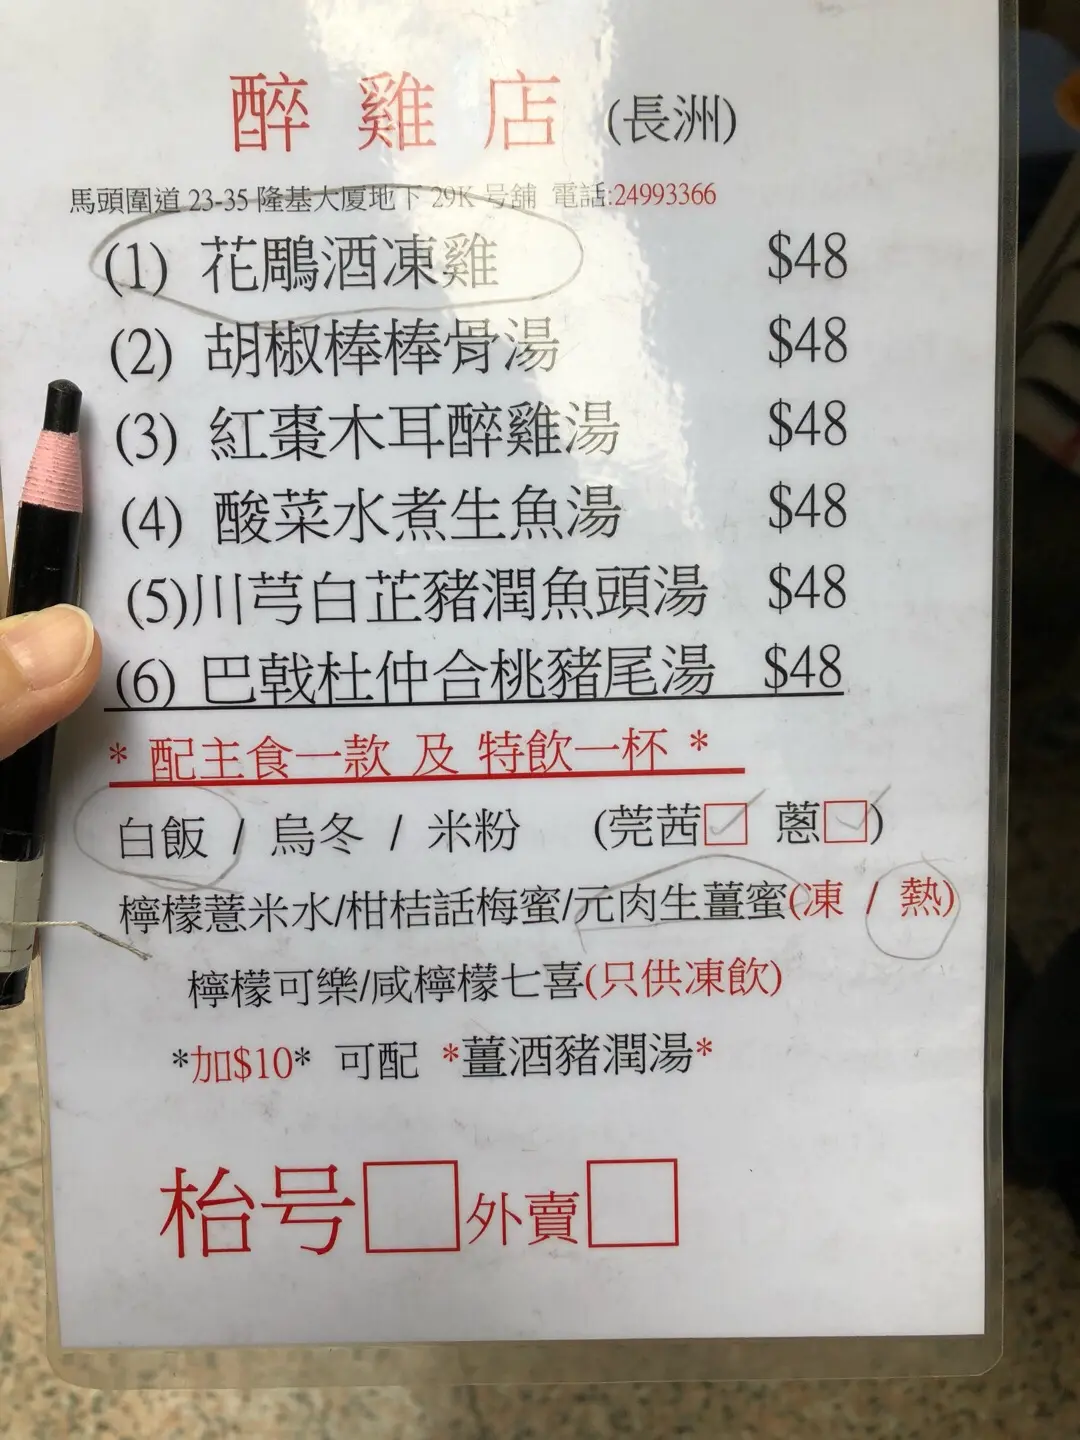 醉雞店 (長洲)
馬頭圍道 23-35 隆基大厦地下 29K 号舖 電話:24993366
(1) 花鵰酒凍雞 $48
(2) 胡椒棒棒骨湯 $48
(3) 紅棗木耳醉雞湯 $48
(4) 酸菜水煮生魚湯 $48
(5)川芎白芷豬潤魚頭湯 $48
(6) 巴戟杜仲合桃豬尾湯 $48
* 配主食一款 及 特飲一杯 *
白飯 / 烏冬 / 米粉 (莞茜□ 蔥□)
檸檬薏米水/柑桔話梅蜜/元肉生薑蜜(凍 / 熱)
檸檬可樂/咸檸檬七喜(只供凍飲)
*加$10* 可配 *薑酒豬潤湯*
枱号□外賣□